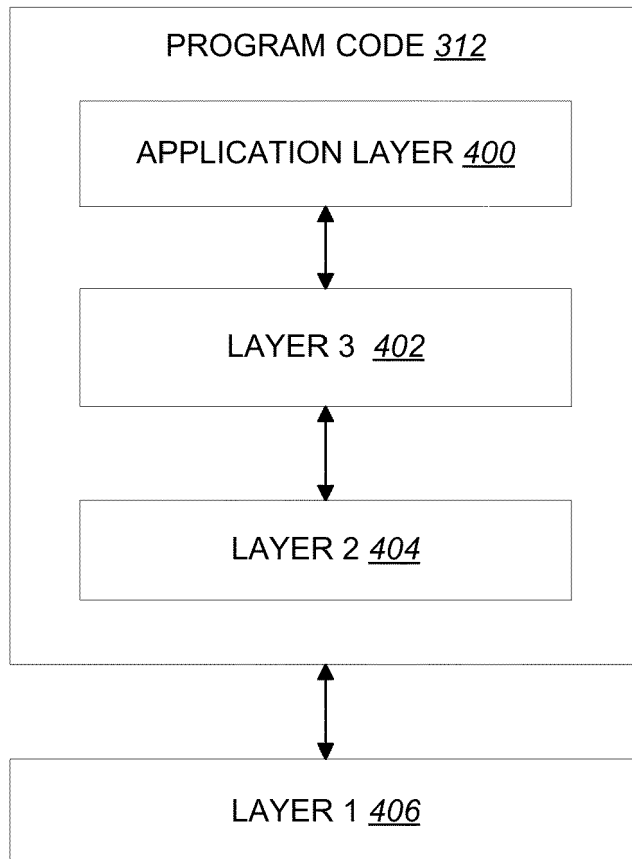 PROGRAM CODE 312
APPLICATION LAYER 400
LAYER 3 402
LAYER 2 404
LAYER 1 406